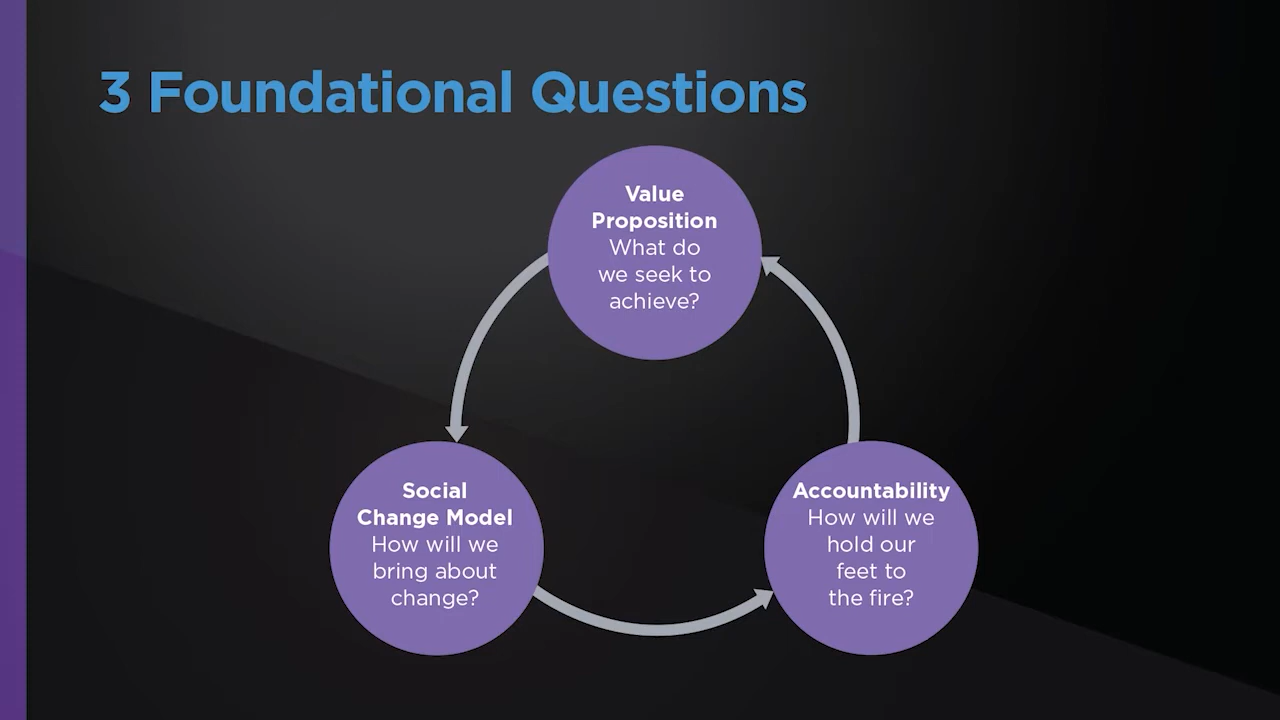 3 Foundational Questions
Value
Proposition
What do
we seek to
achieve?
Social
Change Model
How will we
bring about
change?
Accountability
How will we
hold our
feet to
the fire?